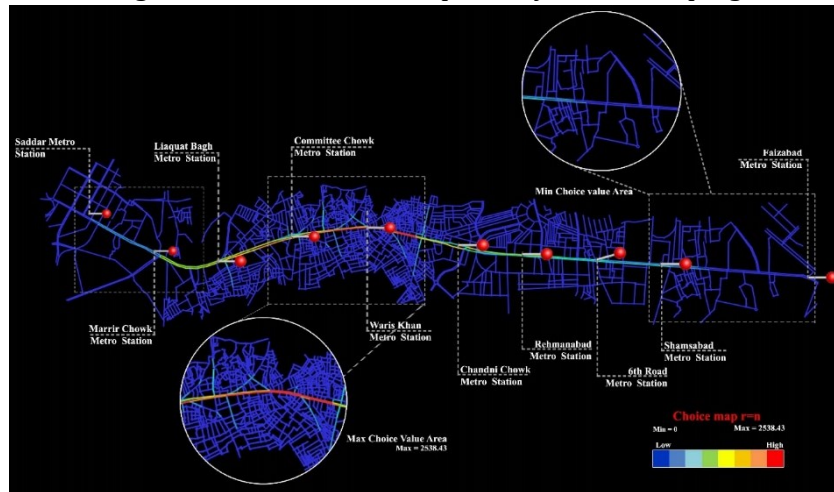 Saddar Metro
Station
Liaquat Bagh
Metro Station
Committee Chowk
Metro Station
Faizabad
Metro Station
Min Choice value Area
Marrir Chowk
Metro Station
Waris Khan
Metro Station
Chandni Chowk
Metro Station
Rehmanabad
Metro Station
6th Road
Metro Station
Shamsabad
Metro Station
Max Choice Value Area
Max = 2538.43
Choice map r=n
Min = 0 Max = 2538.43
Low High